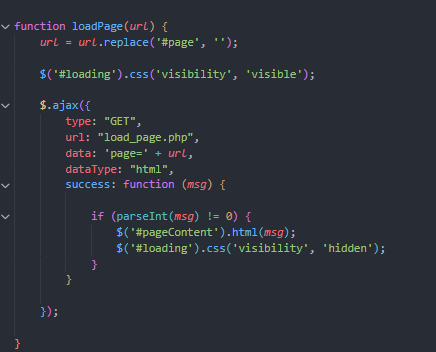 function loadPage(url) {
    url = url.replace('#page', '');

    $('#loading').css('visibility', 'visible');

    $.ajax({
        type: "GET",
        url: "load_page.php",
        data: 'page=' + url,
        dataType: "html",
        success: function (msg) {

            if (parseInt(msg) != 0) {
                $('#pageContent').html(msg);
                $('#loading').css('visibility', 'hidden');
            }
        }

    });

}